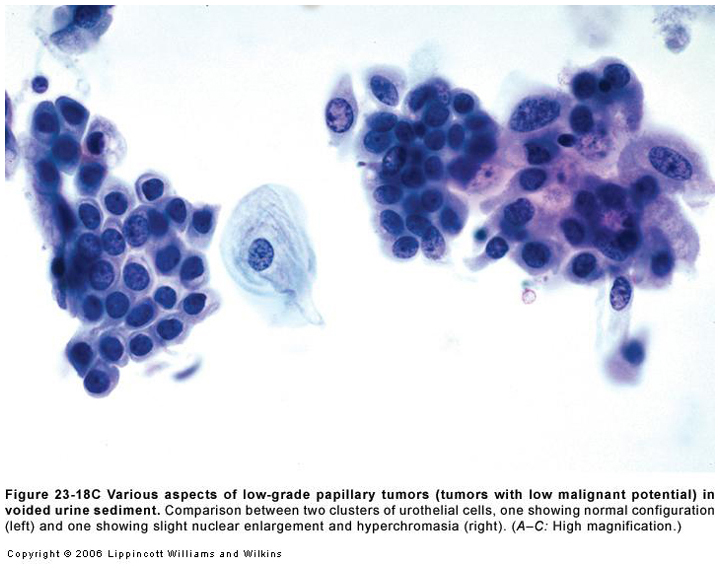 Figure 23-18C Various aspects of low-grade papillary tumors (tumors with low malignant potential) in
voided urine sediment. Comparison between two clusters of urothelial cells, one showing normal configuration
(left) and one showing slight nuclear enlargement and hyperchromasia (right). (A–C: High magnification.)
Copyright © 2006 Lippincott Williams and Wilkins